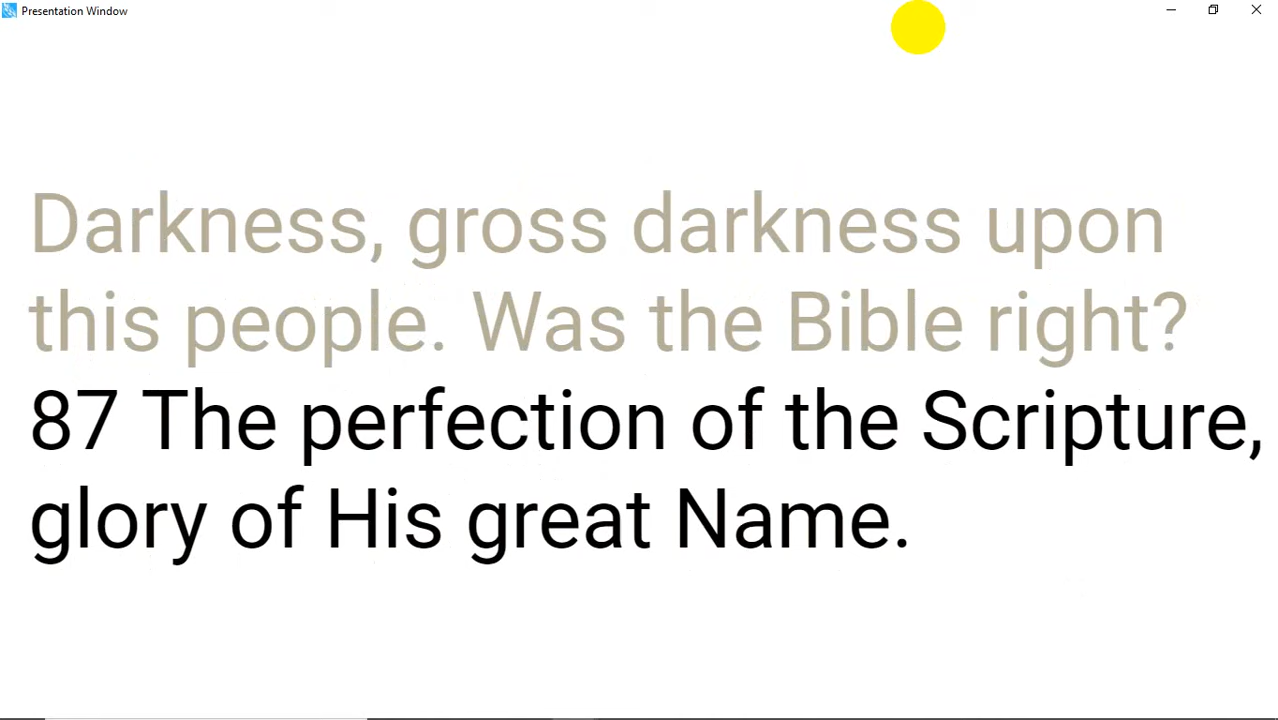 Presentation Window
Darkness, gross darkness upon
this people. Was the Bible right?
87 The perfection of the Scripture,
glory of His great Name.